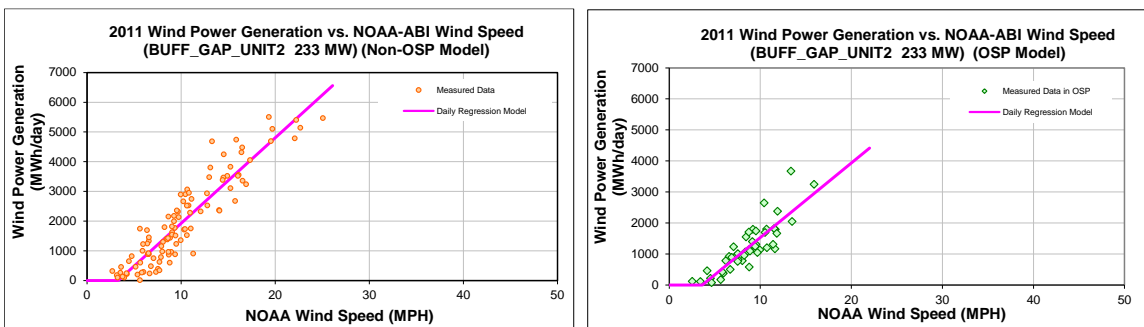 2011 Wind Power Generation vs. NOAA-ABI Wind Speed
(BUFF_GAP_UNIT2 233 MW) (Non-OSP Model)
Wind Power Generation
(MWh/day)
7000
6000
5000
4000
3000
2000
1000
0
Measured Data
Daily Regression Model
0 10 20 30 40 50
NOAA Wind Speed (MPH)
2011 Wind Power Generation vs. NOAA-ABI Wind Speed
(BUFF_GAP_UNIT2 233 MW) (OSP Model)
Wind Power Generation
(MWh/day)
7000
6000
5000
4000
3000
2000
1000
0
Measured Data in OSP
Daily Regression Model
0 10 20 30 40 50
NOAA Wind Speed (MPH)